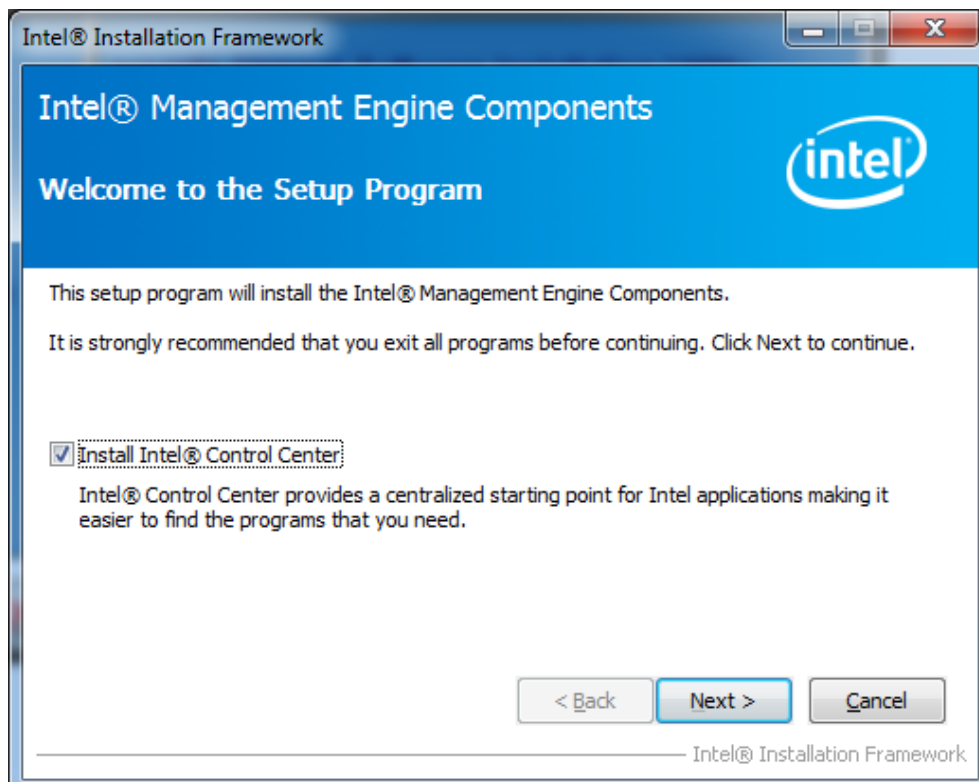 Intel® Installation Framework
Intel® Management Engine Components
Welcome to the Setup Program
intel®
This setup program will install the Intel® Management Engine Components.
It is strongly recommended that you exit all programs before continuing. Click Next to continue.
Install Intel® Control Center
Intel® Control Center provides a centralized starting point for Intel applications making it
easier to find the programs that you need.
< Back Next > Cancel
Intel® Installation Framework